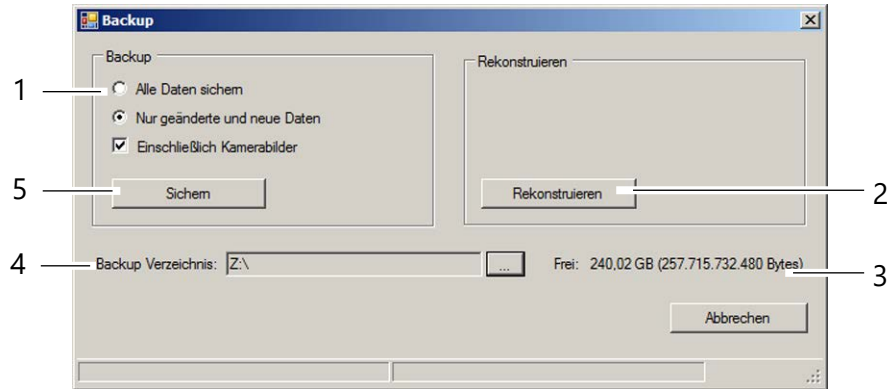 Backup
Backup
Rekonstruieren
1
Alle Daten sichern
Nur geänderte und neue Daten
Einschließlich Kamerabilder
5
Sichern
Rekonstruieren
2
4
Backup Verzeichnis:
Z:\
...
Frei: 240,02 GB (257.715.732.480 Bytes)
3
Abbrechen